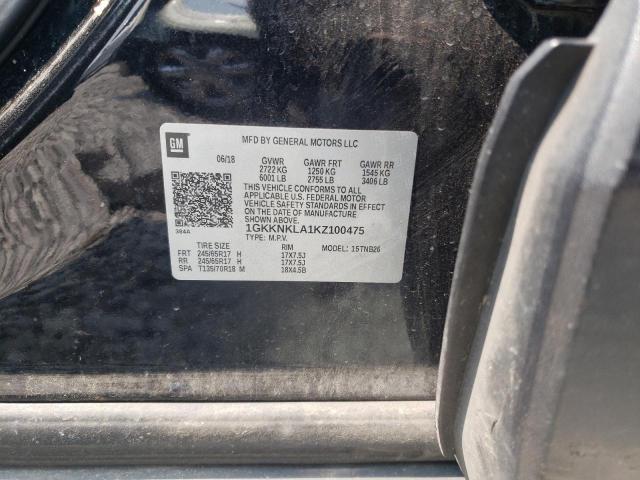 GM
MFD BY GENERAL MOTORS LLC
06/18 GVWR GAWR FRT GAWR RR
2722 KG 1250 KG 1545 KG
6001 LB 2755 LB 3406 LB
THIS VEHICLE CONFORMS TO ALL
APPLICABLE U.S. FEDERAL MOTOR
VEHICLE SAFETY STANDARDS IN EFFECT
ON THE DATE OF MANUFACTURE SHOWN ABOVE.
384A
1GKKNKLA1KZ100475
TYPE: M.P.V. MODEL: 15TNB26
TIRE SIZE RIM
FRT 245/65R17 H 17X7.5J
RR 245/65R17 H 17X7.5J
SPA T135/70R18 M 18X4.5B